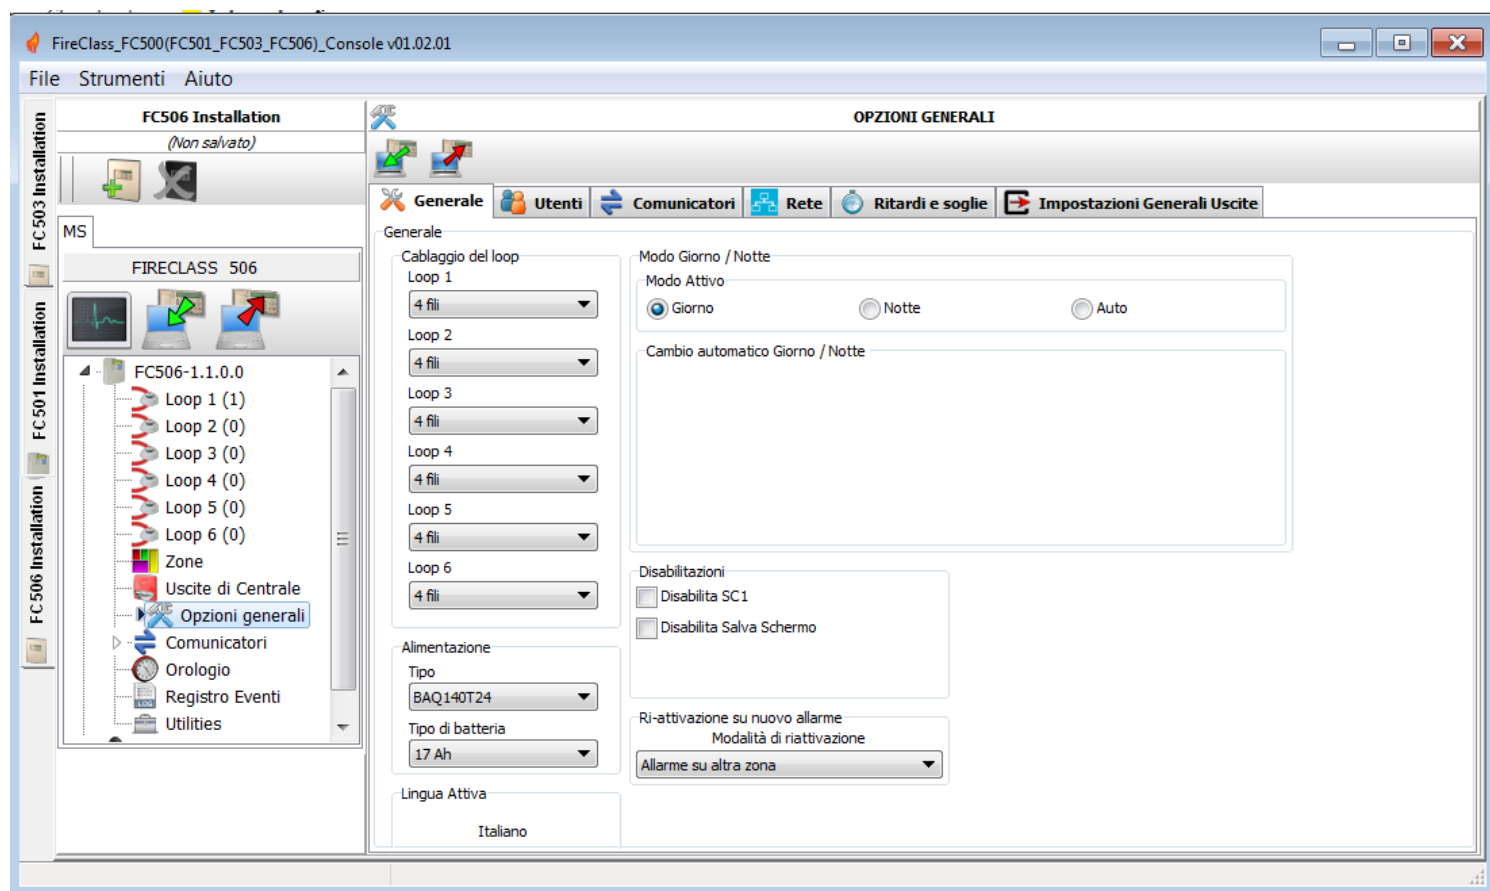 FireClass_FC500(FC501_FC503_FC506)_Console v01.02.01
File Strumenti Aiuto
FC503 Installation
FC501 Installation
FC506 Installation
FC506 Installation
(Non salvato)
MS
FIRECLASS 506
FC506-1.1.0.0
Loop 1 (1)
Loop 2 (0)
Loop 3 (0)
Loop 4 (0)
Loop 5 (0)
Loop 6 (0)
Zone
Uscite di Centrale
Opzioni generali
Comunicatori
Orologio
LOG
Registro Eventi
Utilities
OPZIONI GENERALI
Generale Utenti Comunicatori Rete Ritardi e soglie Impostazioni Generali Uscite
Generale
Cablaggio del loop
Loop 1
4 fili
Loop 2
4 fili
Loop 3
4 fili
Loop 4
4 fili
Loop 5
4 fili
Loop 6
4 fili
Alimentazione
Tipo
BAQ140T24
Tipo di batteria
17 Ah
Lingua Attiva
Italiano
Modo Giorno / Notte
Modo Attivo
Giorno Notte Auto
Cambio automatico Giorno / Notte
Disabilitazioni
Disabilita SC1
Disabilita Salva Schermo
Ri-attivazione su nuovo allarme
Modalità di riattivazione
Allarme su altra zona